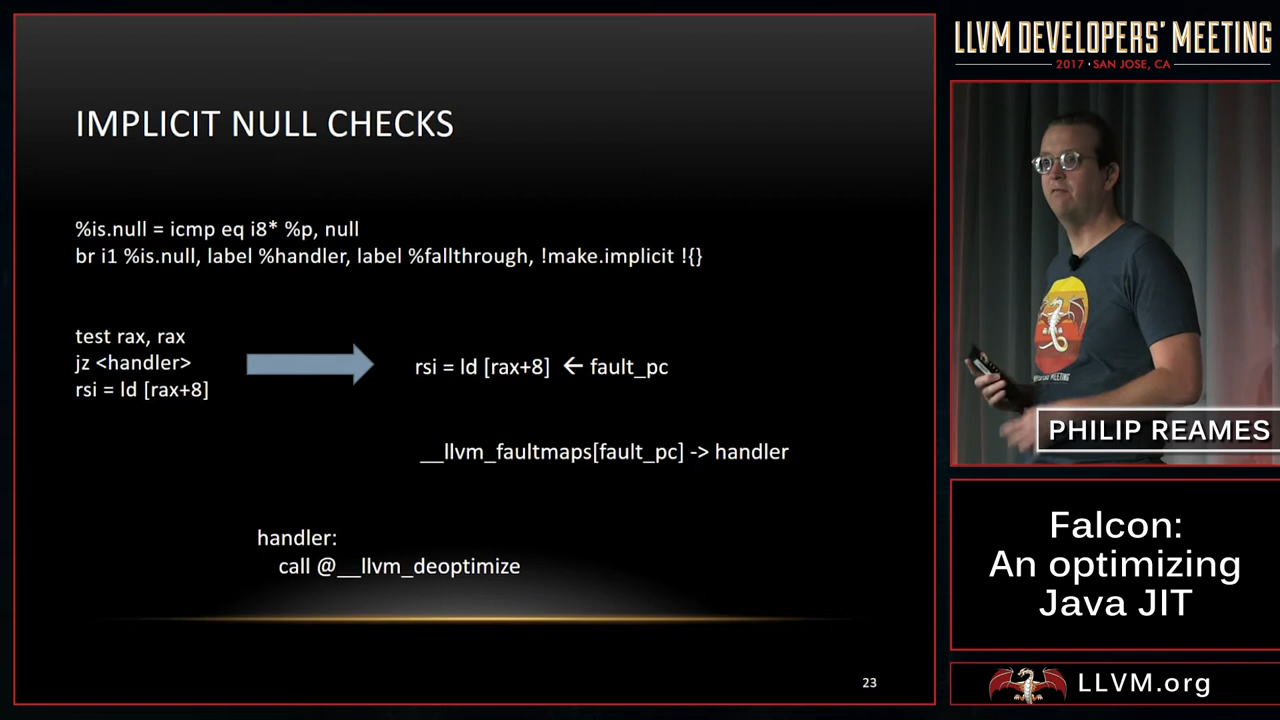 IMPLICIT NULL CHECKS
%is.null = icmp eq i8* %p, null
br i1 %is.null, label %handler, label %fallthrough, !make.implicit !{}
test rax, rax
jz <handler>
rsi = ld [rax+8]
rsi = ld [rax+8] ← fault_pc
__llvm_faultmaps[fault_pc] -> handler
handler:
call @__llvm_deoptimize
23
LLVM DEVELOPERS' MEETING
2017 · SAN JOSE, CA
PHILIP REAMES
Falcon:
An optimizing
Java JIT
LLVM.org